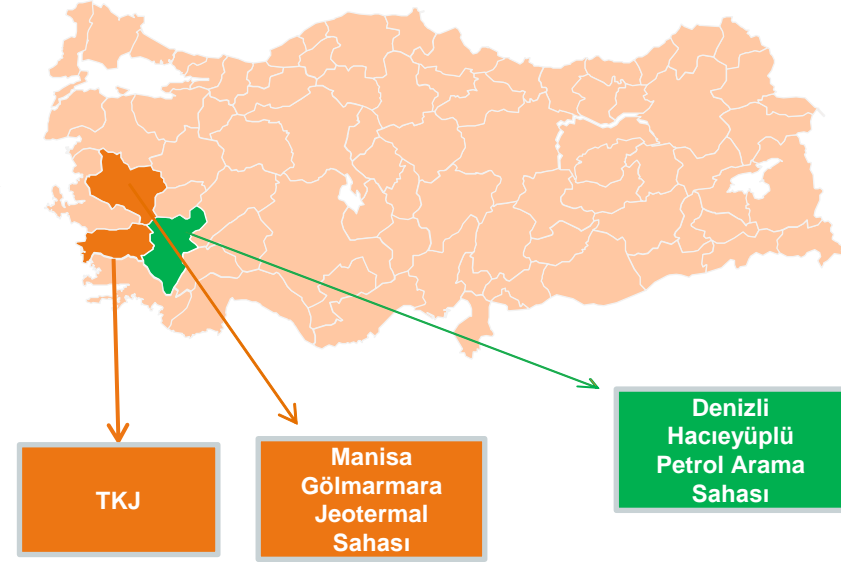 TKJ
Manisa
Gölmarmara
Jeotermal
Sahası
Denizli
Hacıeyüplü
Petrol Arama
Sahası